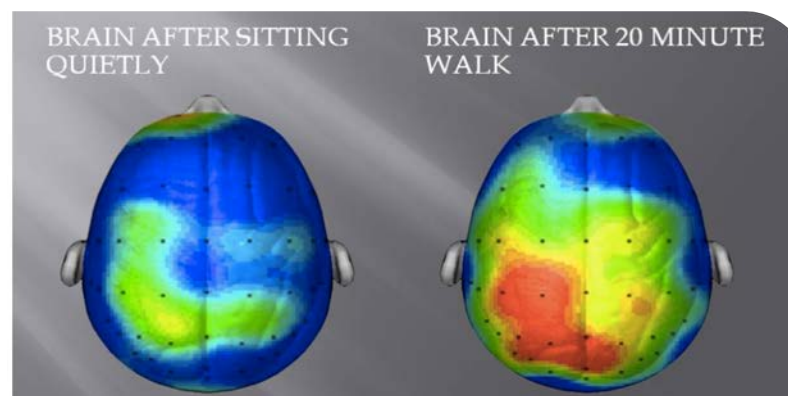 BRAIN AFTER SITTING
QUIETLY
BRAIN AFTER 20 MINUTE
WALK